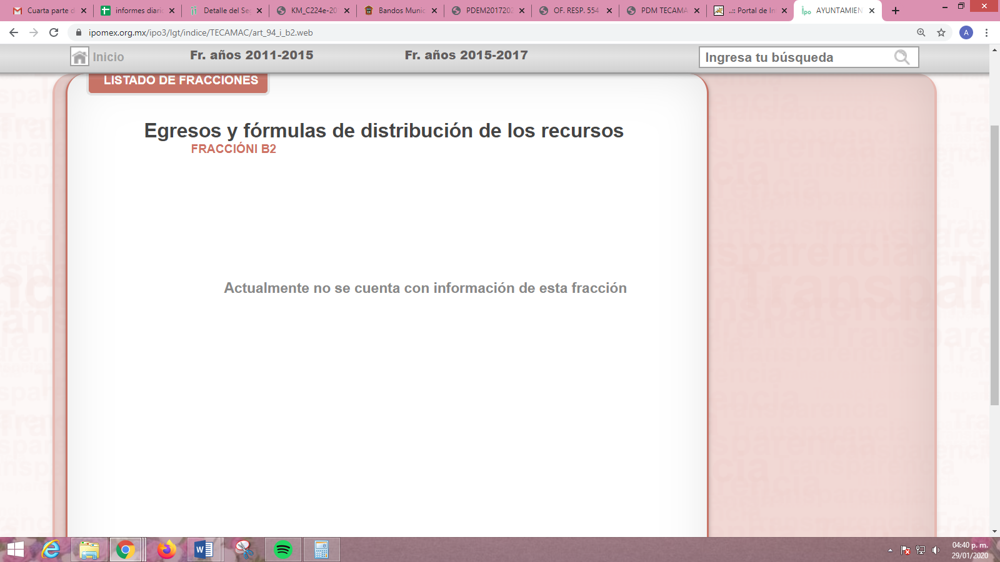 Cuarta parte d
informes diario
Detalle del Se
KM_C224e-20
Bandos Munic
PDEM2017202
OF. RESP. 554
PDM TECAMA
..:: Portal de In
ipo AYUNTAMIEN
ipomex.org.mx/ipo3/lgt/indice/TECAMAC/art_94_i_b2.web
A
Inicio
Fr. años 2011-2015
Fr. años 2015-2017
Ingresa tu búsqueda
LISTADO DE FRACCIONES
Egresos y fórmulas de distribución de los recursos
FRACCIÓNI B2
Actualmente no se cuenta con información de esta fracción
04:40 p. m.
29/01/2020